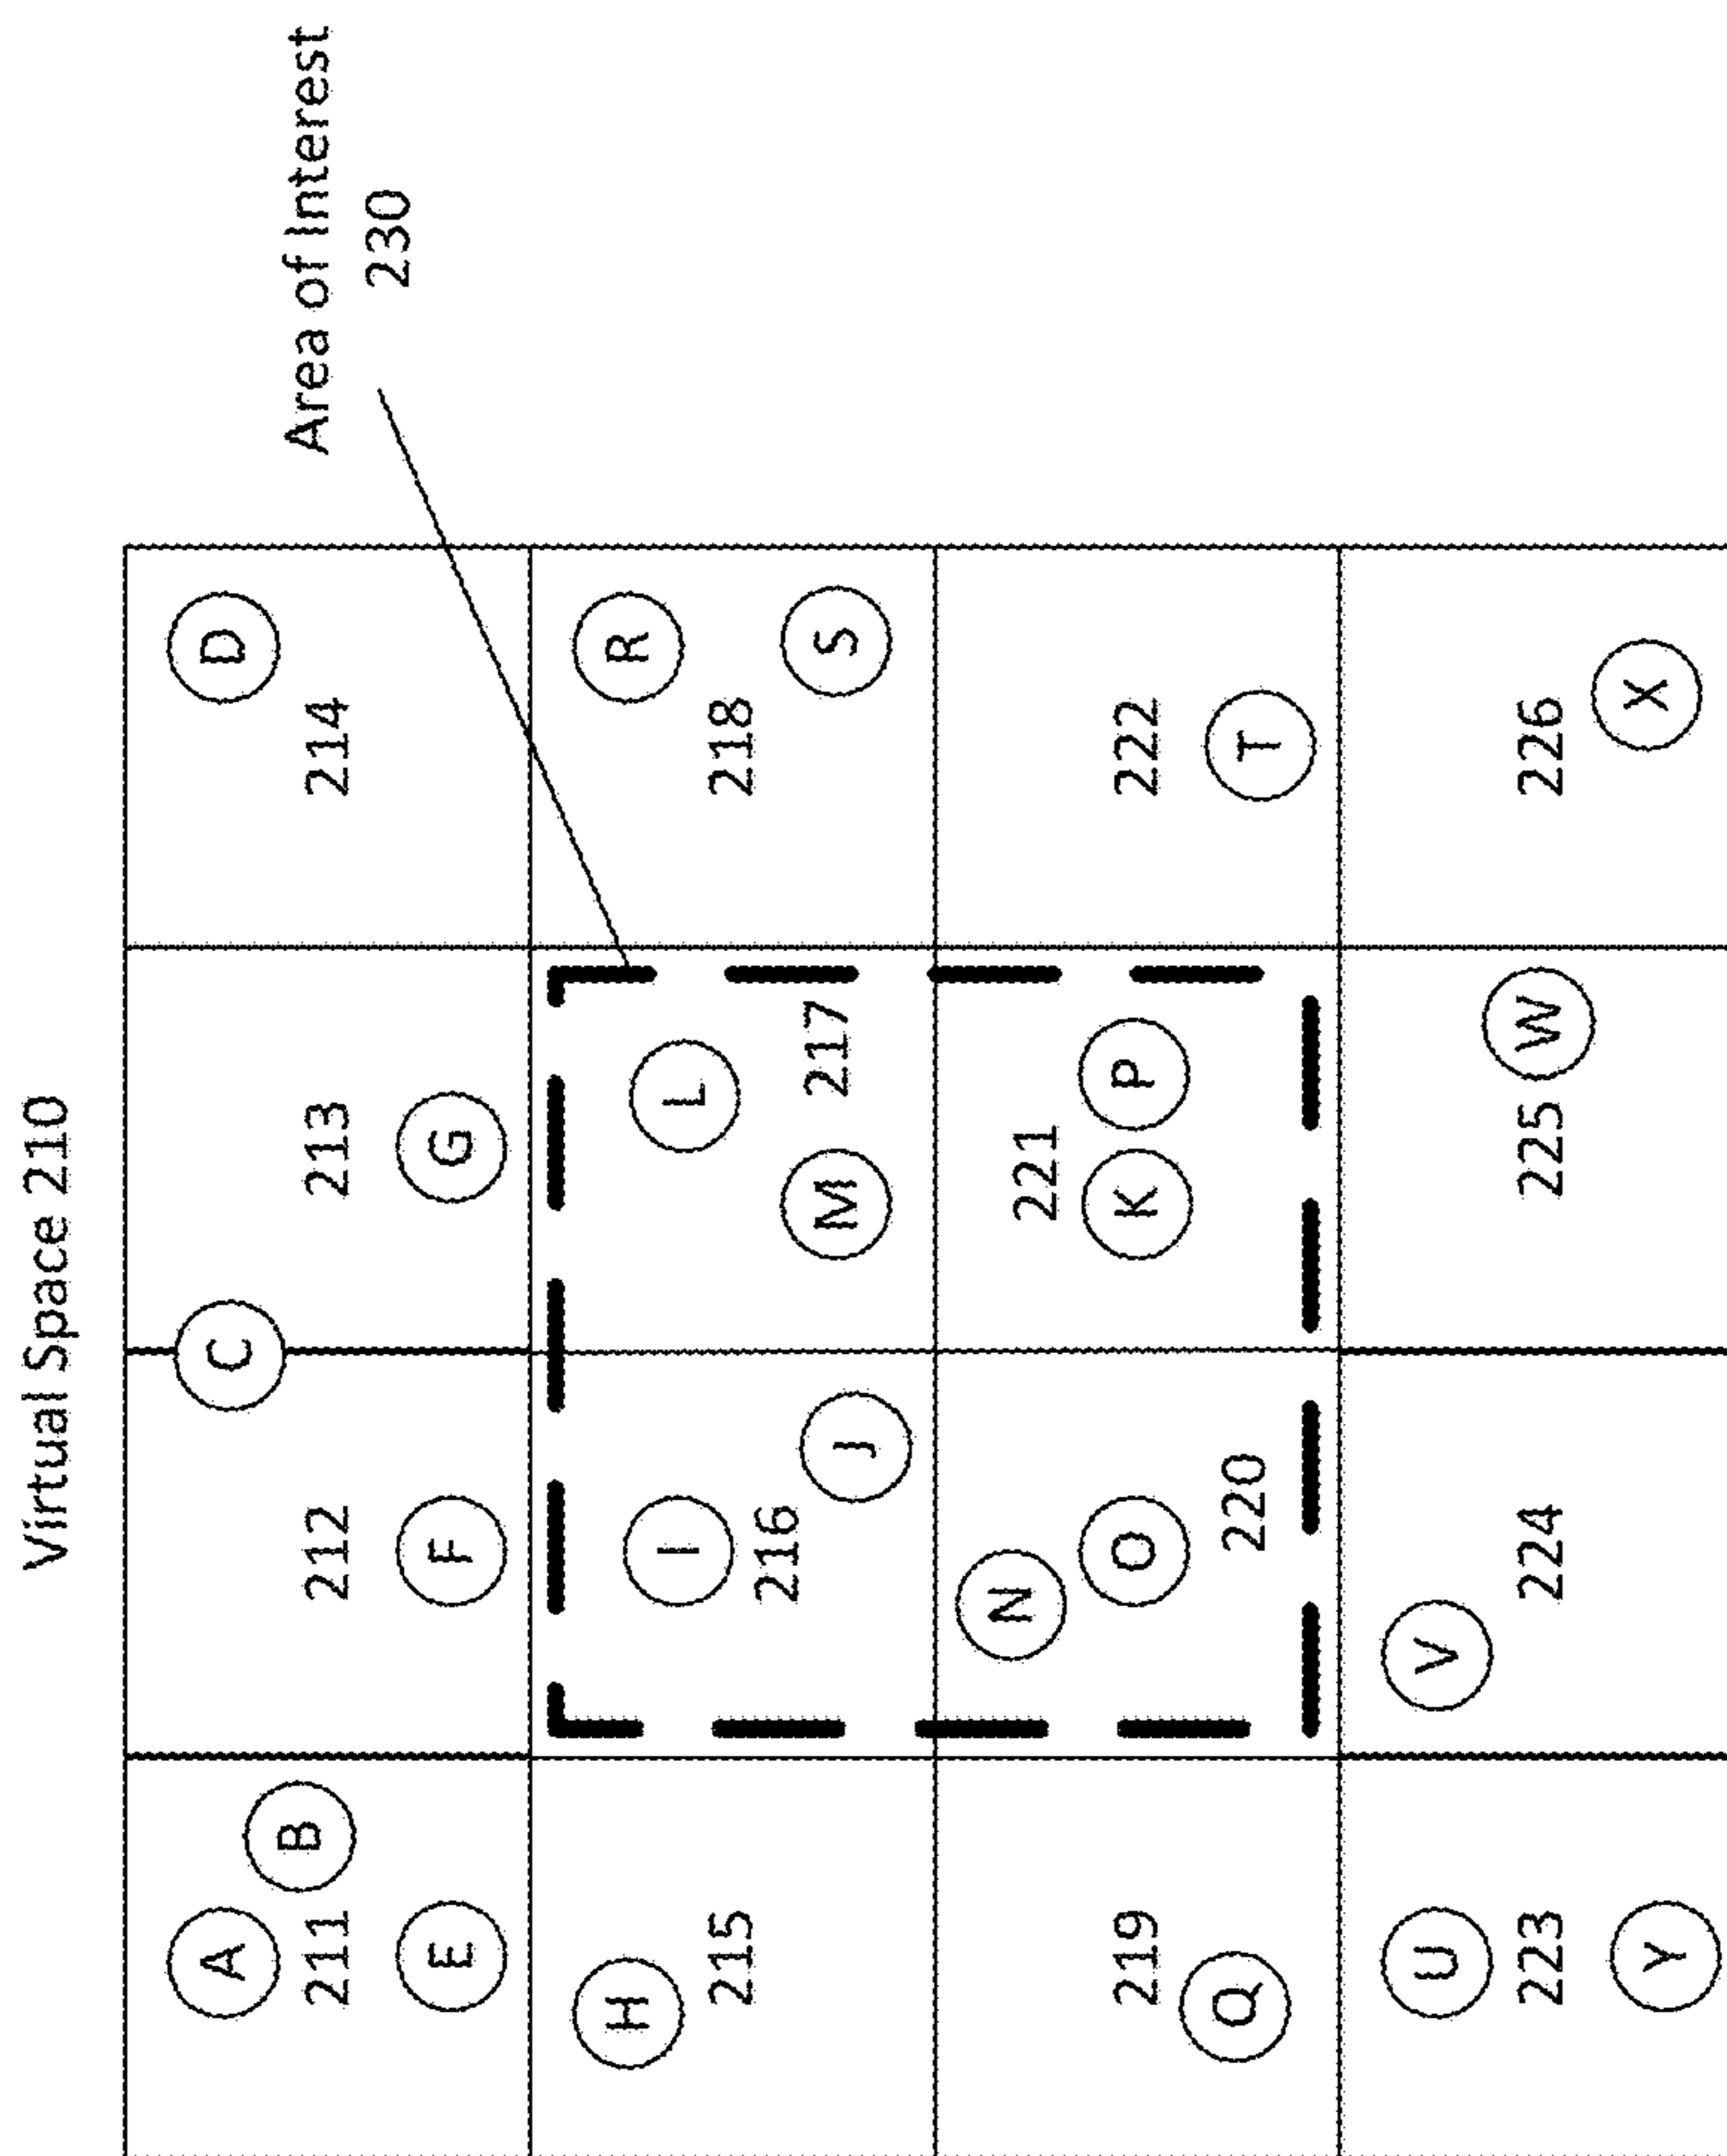 Virtual Space 210
Area of Interest
230
A
B
211
E
C
212
F
213
G
D
214
H
215
I
216
J
L
M
217
R
218
S
219
Q
N
O
220
221
K
P
222
T
U
223
Y
V
224
225
W
226
X